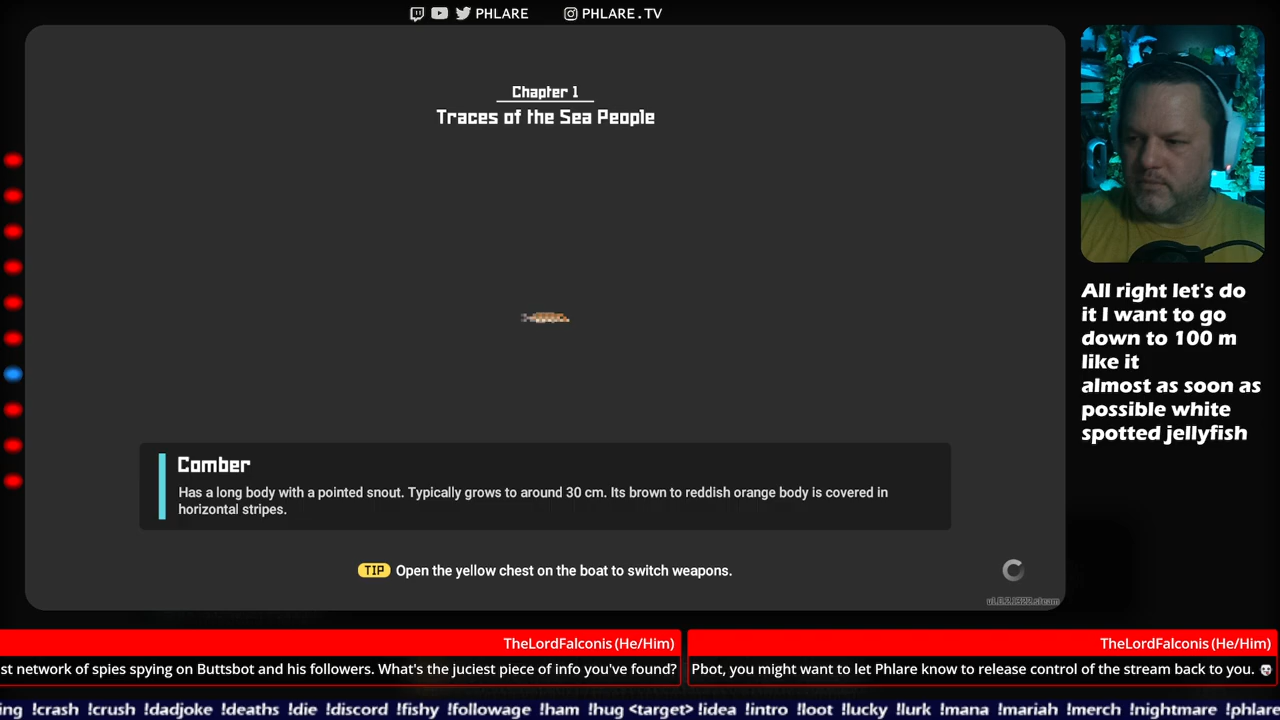 PHLARE
PHLARE.TV
Chapter 1
Traces of the Sea People
All right let's do
it I want to go
down to 100 m
like it
almost as soon as
possible white
spotted jellyfish
Comber
Has a long body with a pointed snout. Typically grows to around 30 cm. Its brown to reddish orange body is covered in
horizontal stripes.
TIP Open the yellow chest on the boat to switch weapons.
v1.0.2.1322.steam
TheLordFalconis (He/Him)
st network of spies spying on Buttsbot and his followers. What's the juciest piece of info you've found?
TheLordFalconis (He/Him)
Pbot, you might want to let Phlare know to release control of the stream back to you.
ing !crash !crush !dadjoke !deaths !die !discord !fishy !followage !ham !hug <target> !idea !intro !loot !lucky !lurk !mana !mariah !merch !nightmare !phlare